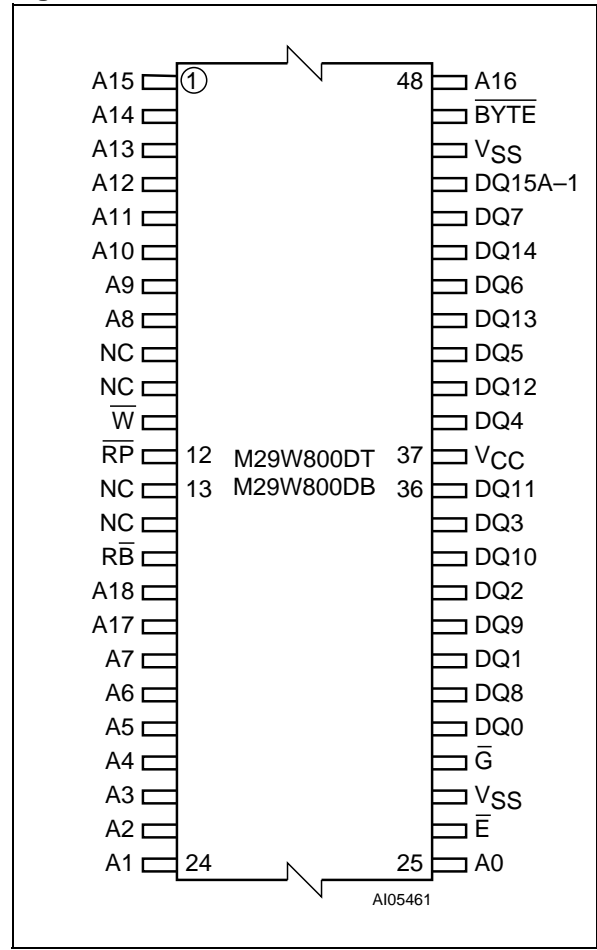 A15 ① 48 A16
A14 B̅Y̅T̅E̅
A13 VSS
A12 DQ15A–1
A11 DQ7
A10 DQ14
A9 DQ6
A8 DQ13
NC DQ5
NC DQ12
W̅ DQ4
R̅P̅ 12 M29W800DT 37 VCC
NC 13 M29W800DB 36 DQ11
NC DQ3
RB̅ DQ10
A18 DQ2
A17 DQ9
A7 DQ1
A6 DQ8
A5 DQ0
A4 G̅
A3 VSS
A2 E̅
A1 24 25 A0
AI05461